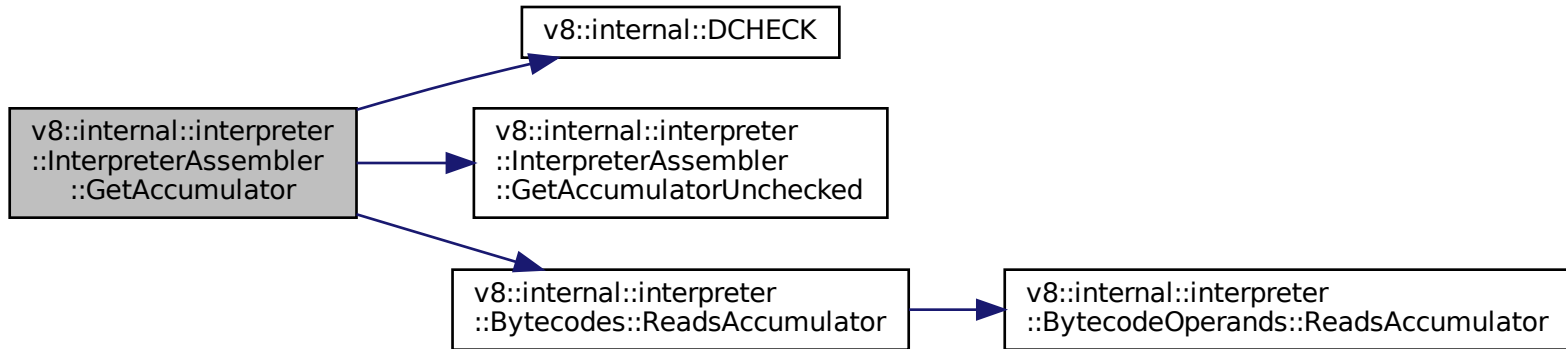 v8::internal::DCHECK
v8::internal::interpreter
::InterpreterAssembler
::GetAccumulator
v8::internal::interpreter
::InterpreterAssembler
::GetAccumulatorUnchecked
v8::internal::interpreter
::Bytecodes::ReadsAccumulator
v8::internal::interpreter
::BytecodeOperands::ReadsAccumulator